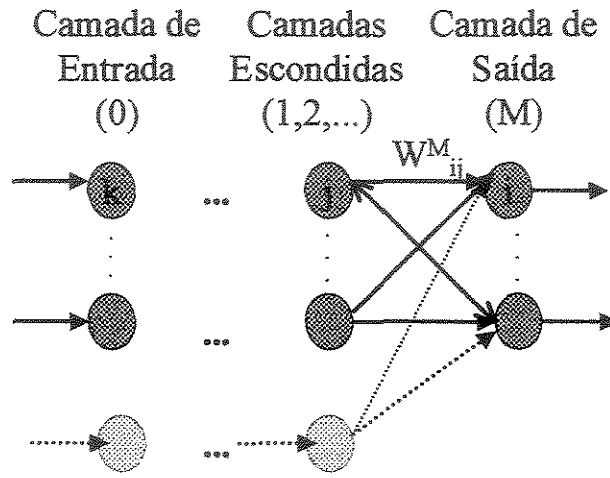 Camada de Camadas Camada de
Entrada Escondidas Saída
(0) (1,2,...) (M)
W^M_ij
k ... j i
...
...